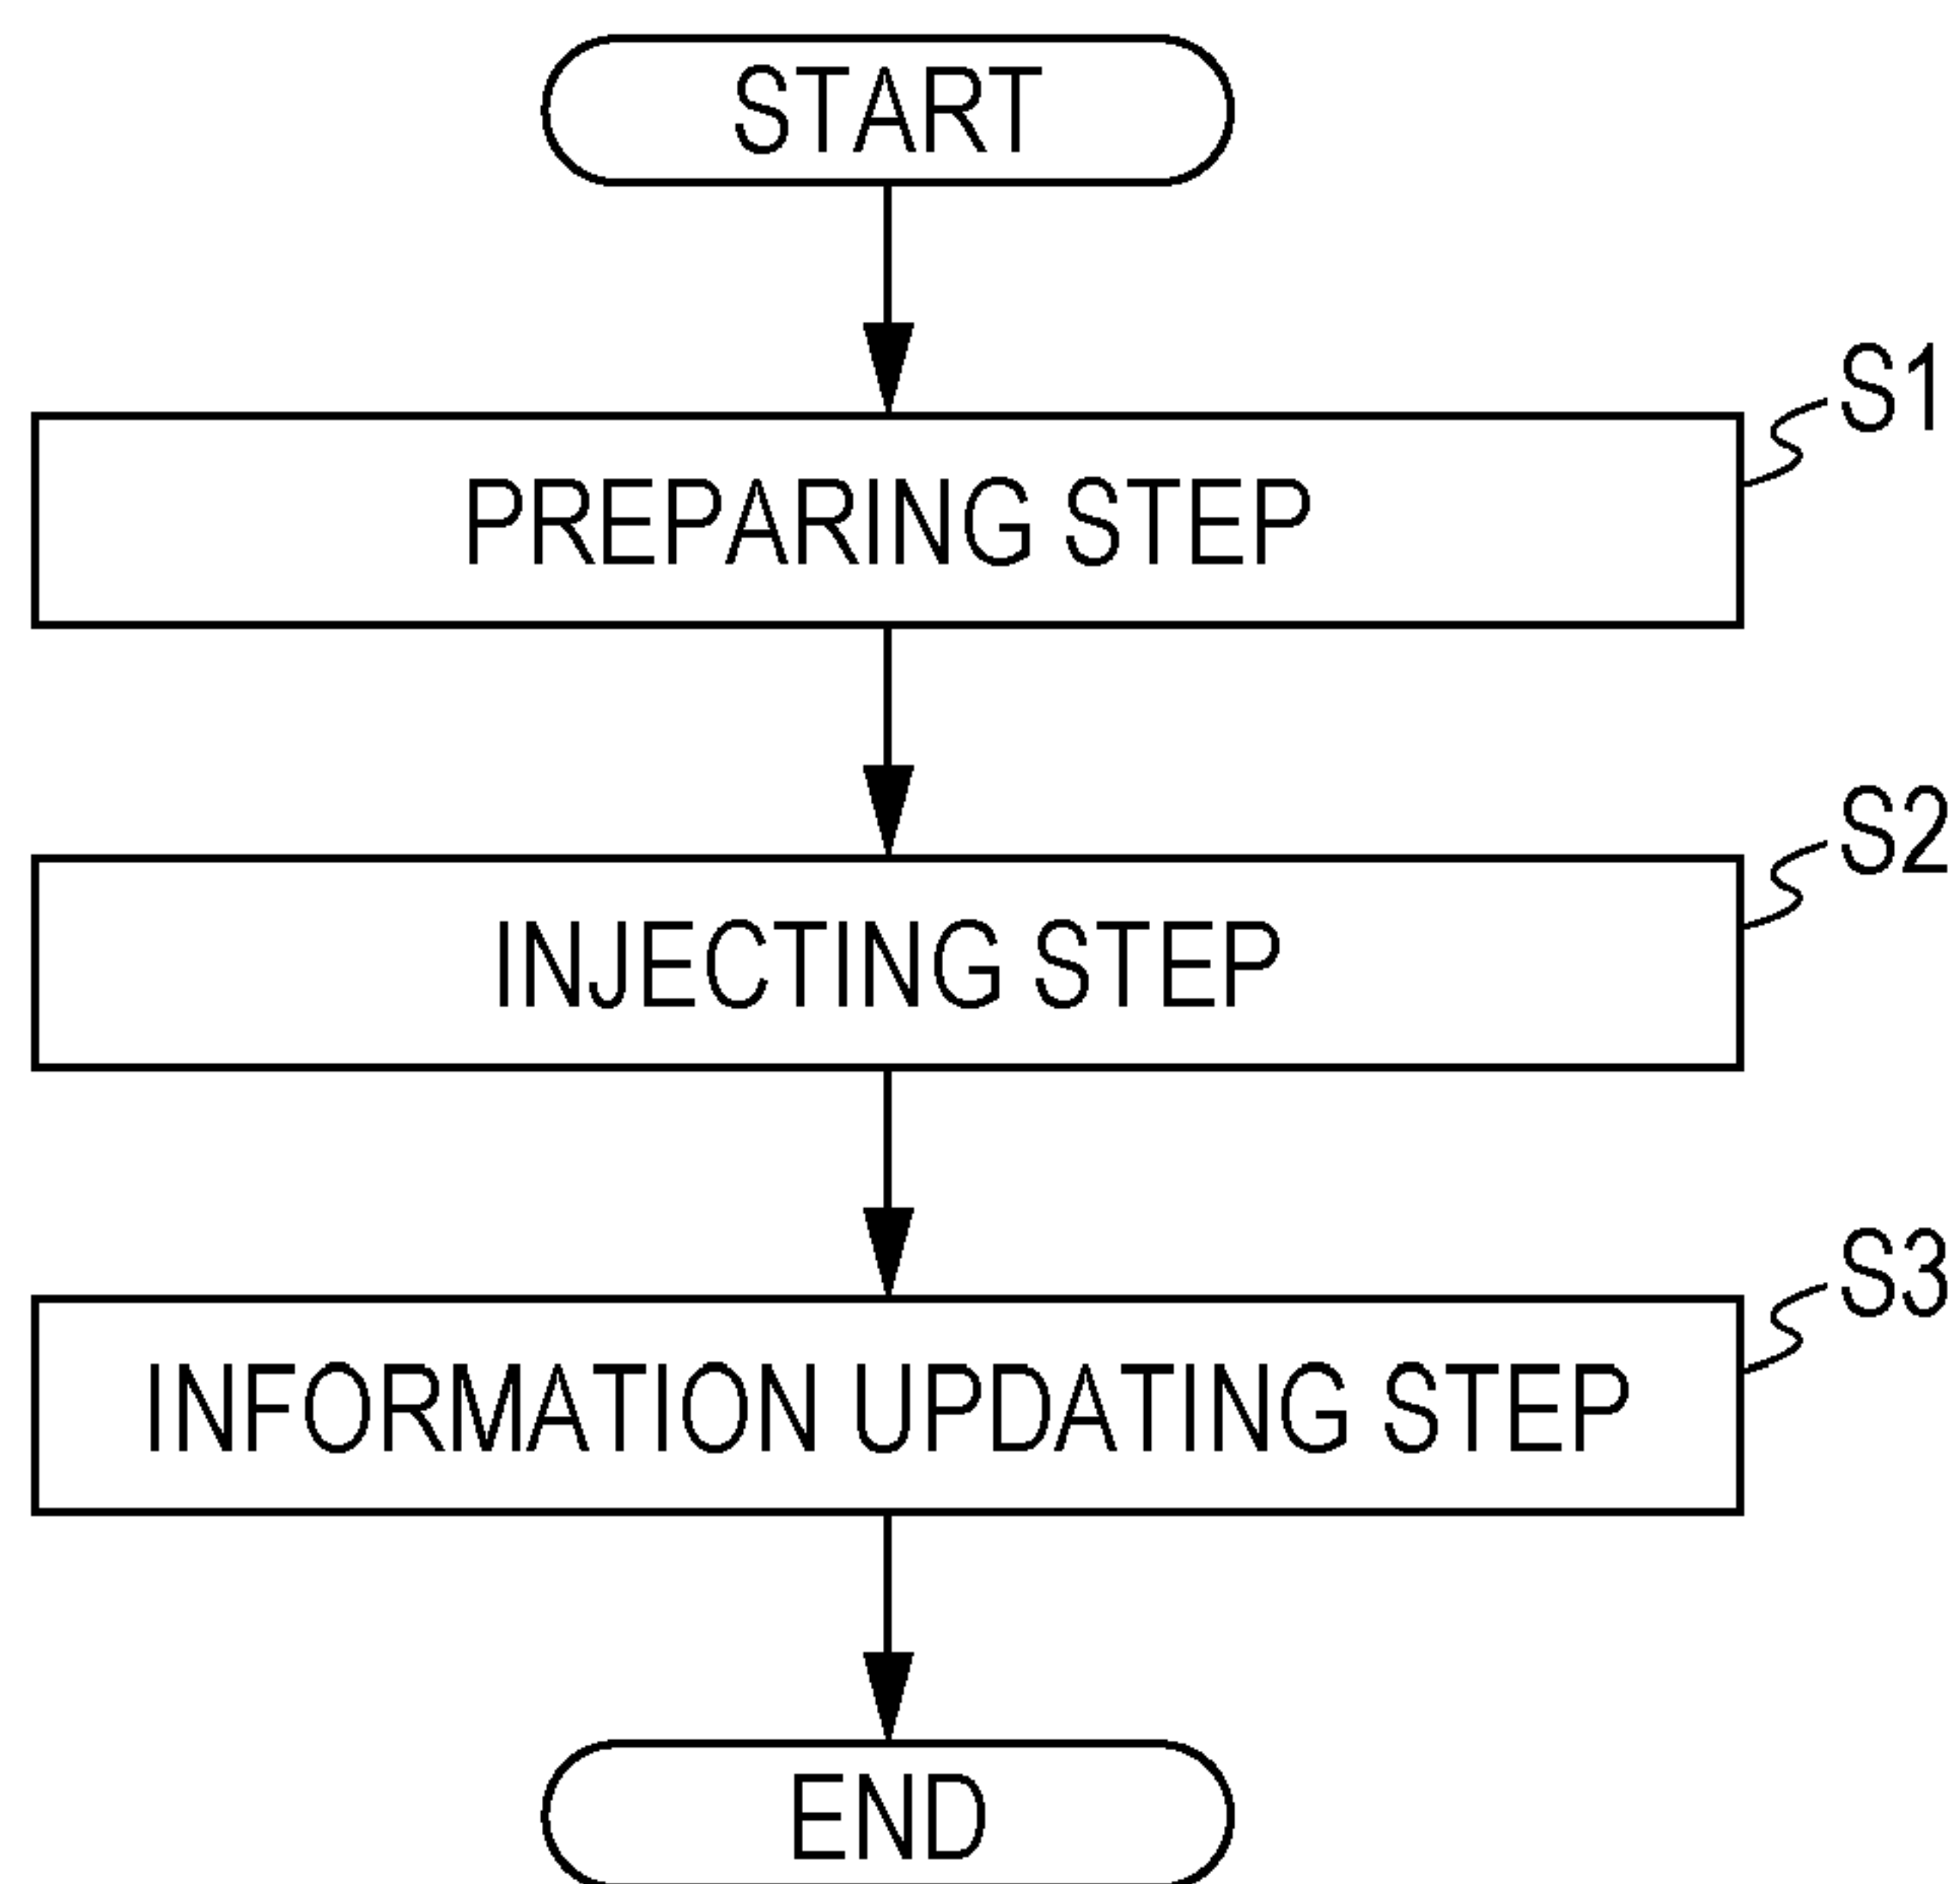 START
S1
PREPARING STEP
S2
INJECTING STEP
S3
INFORMATION UPDATING STEP
END